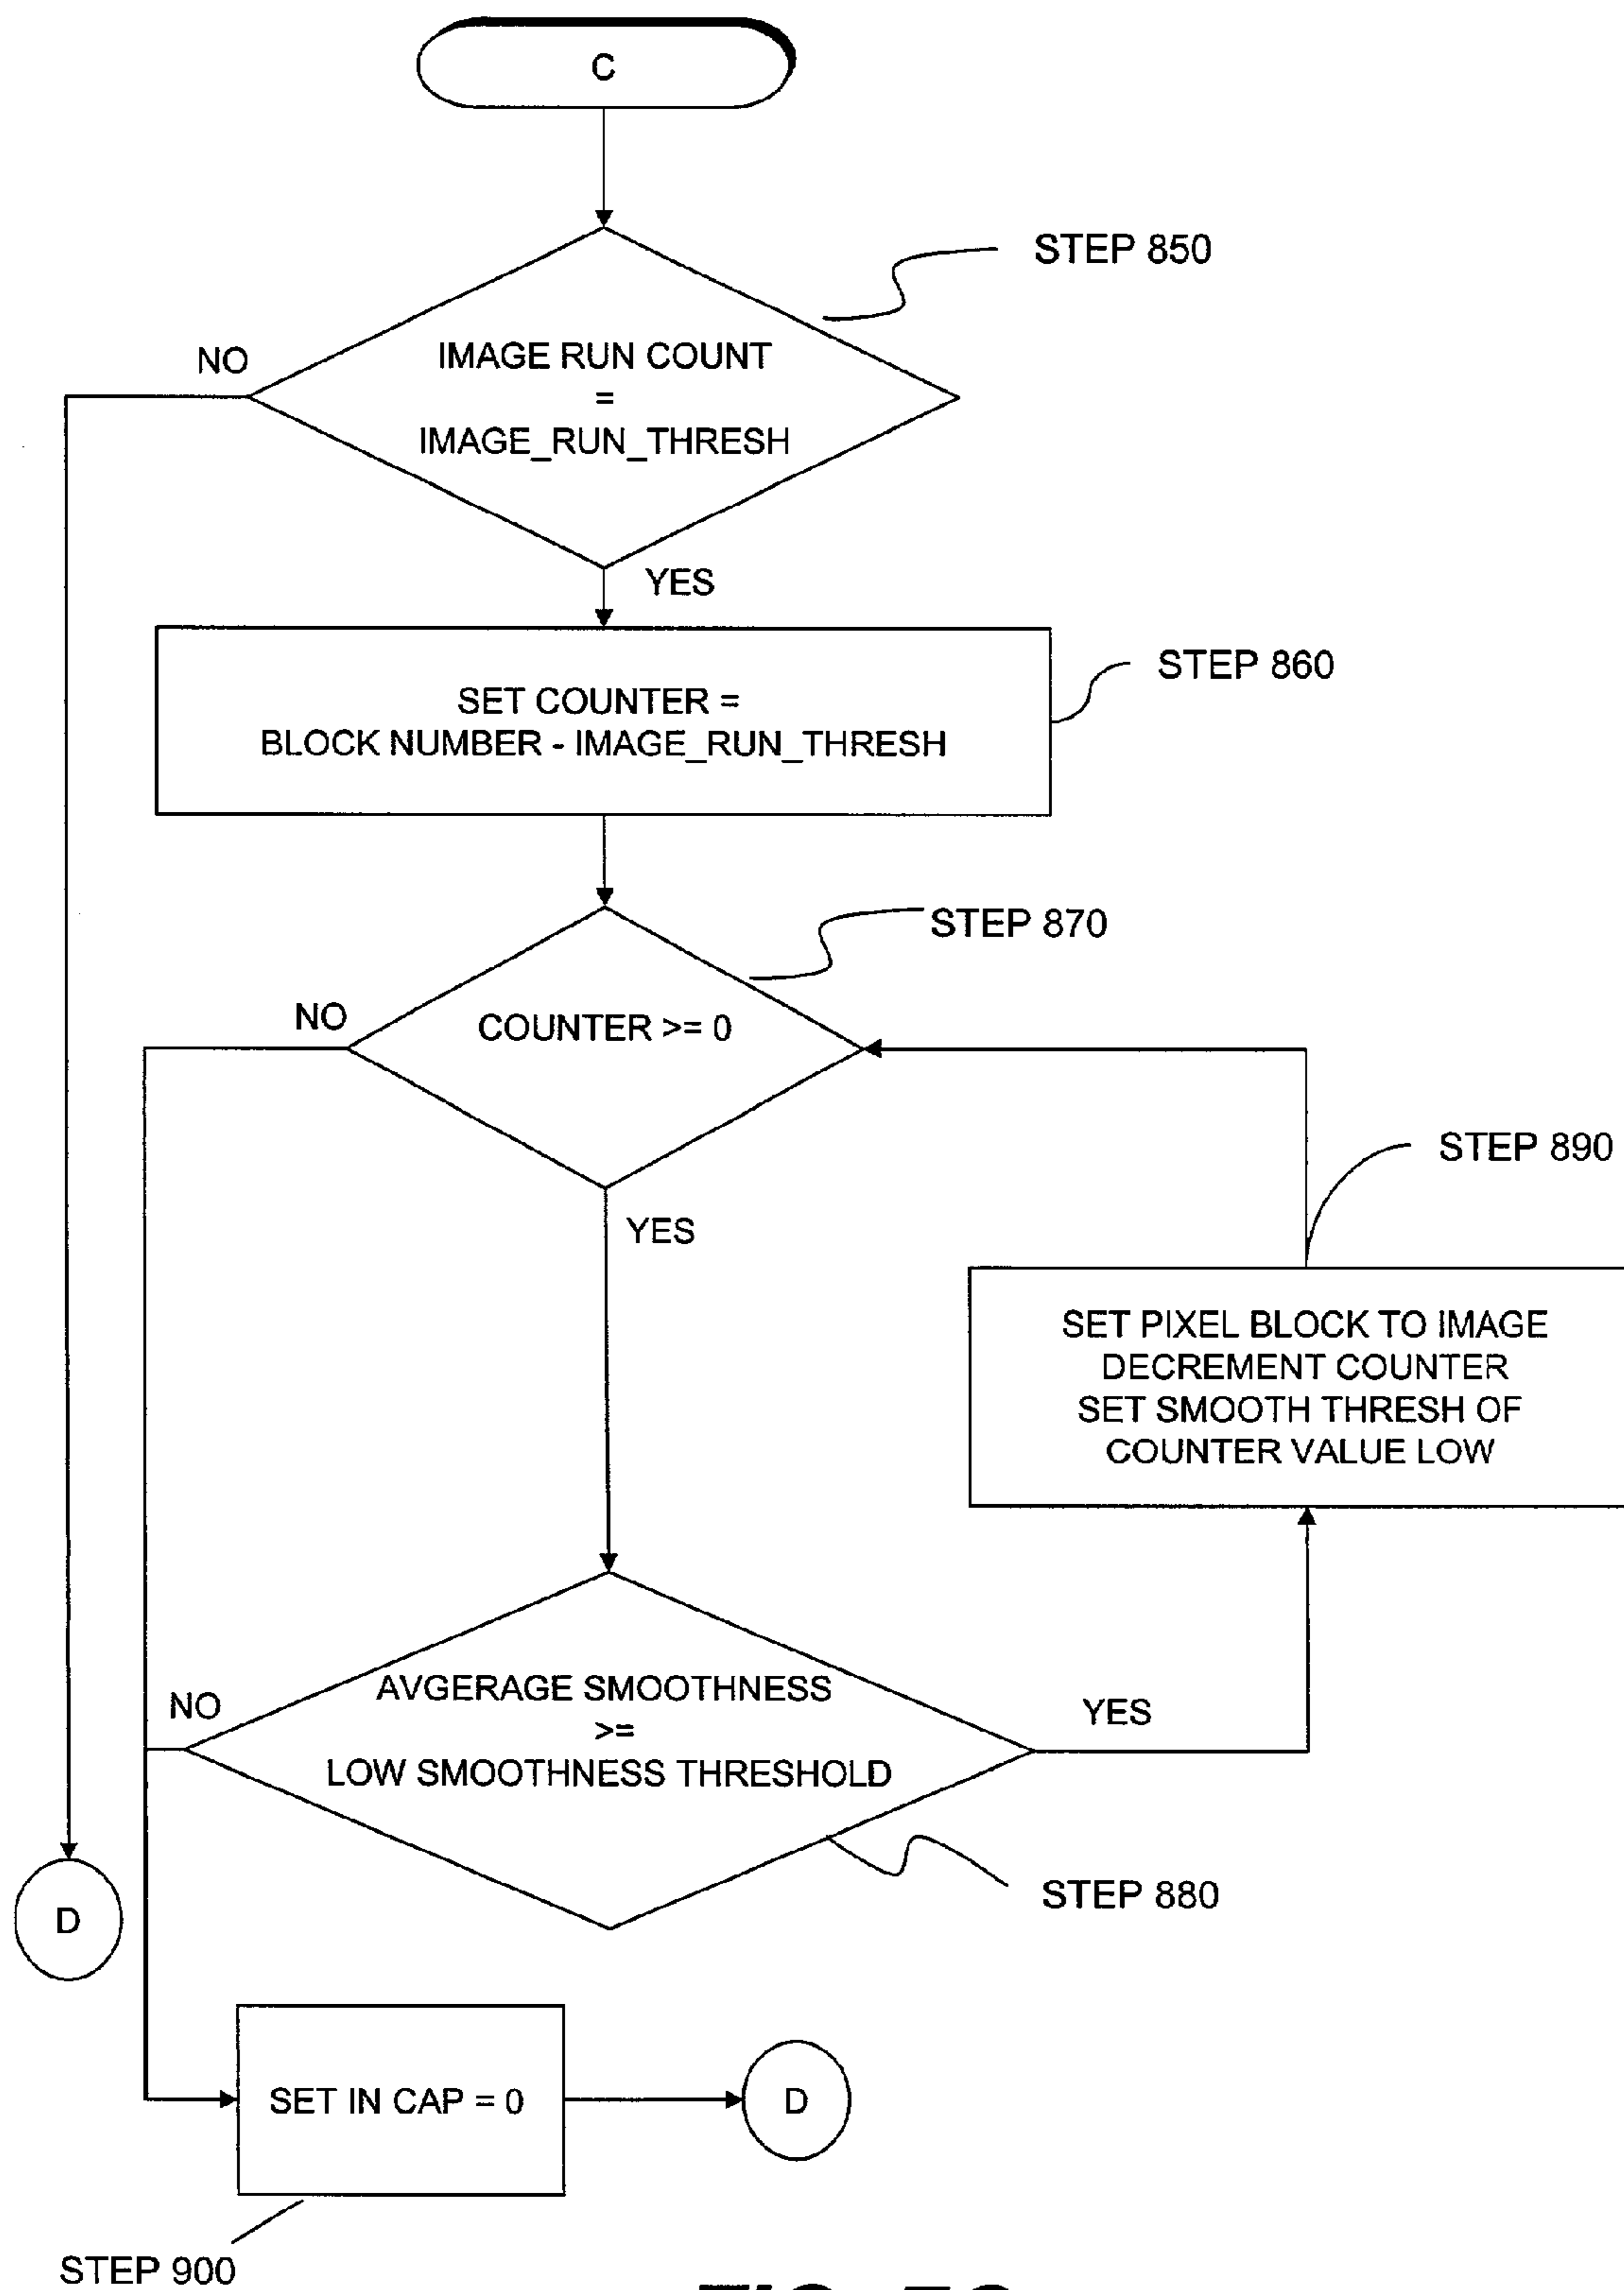 C
STEP 850
NO
IMAGE RUN COUNT
=
IMAGE_RUN_THRESH
YES
STEP 860
SET COUNTER =
BLOCK NUMBER - IMAGE_RUN_THRESH
STEP 870
NO
COUNTER >= 0
STEP 890
YES
SET PIXEL BLOCK TO IMAGE
DECREMENT COUNTER
SET SMOOTH THRESH OF
COUNTER VALUE LOW
AVGERAGE SMOOTHNESS
>=
LOW SMOOTHNESS THRESHOLD
NO
YES
STEP 880
D
SET IN CAP = 0
D
STEP 900